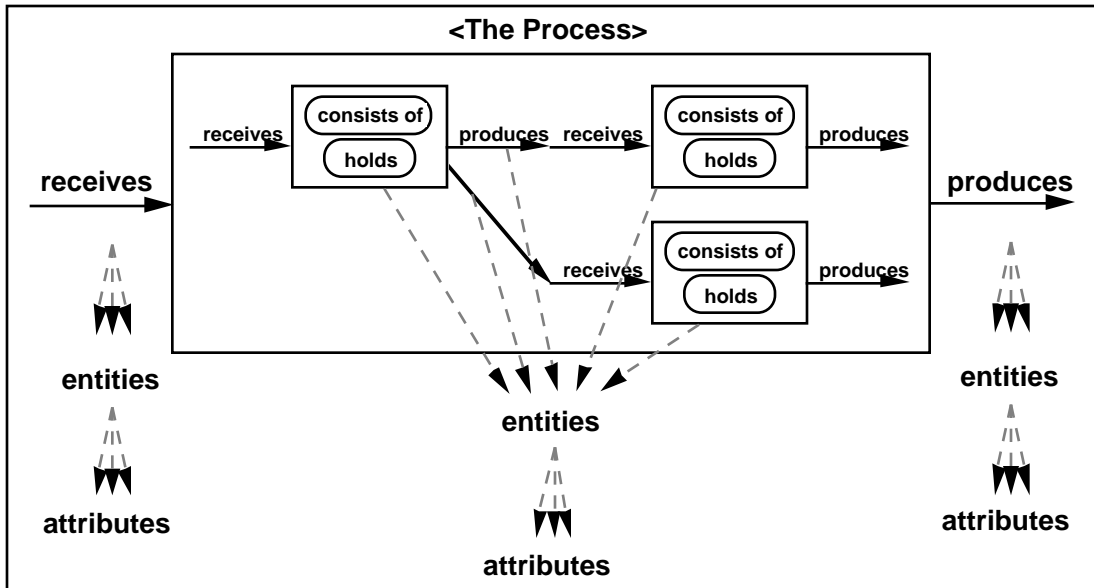 <The Process>
consists of
consists of
receives
produces
receives
produces
holds
holds
receives
produces
consists of
receives
produces
holds
entities
entities
entities
attributes
attributes
attributes